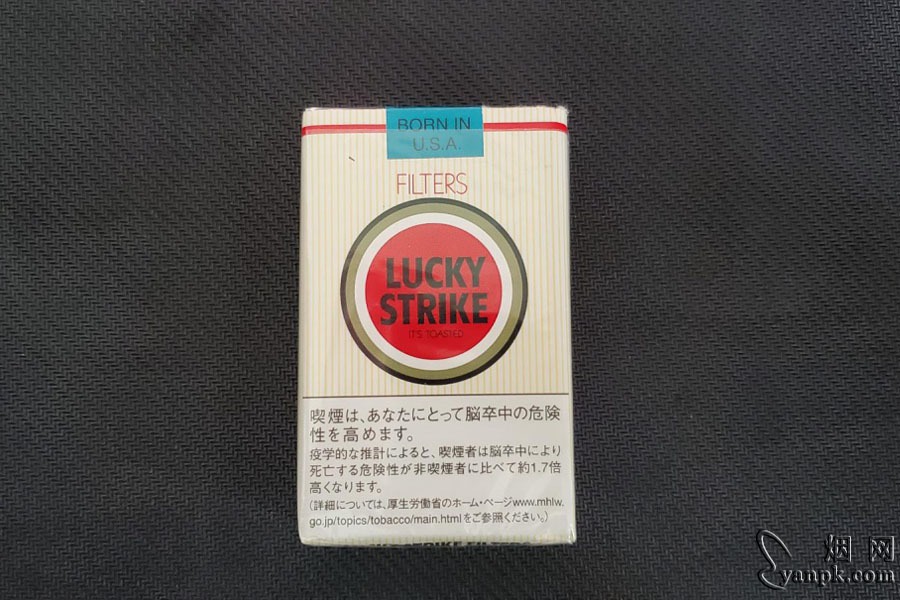 BORN IN
U.S.A.
FILTERS
LUCKY
STRIKE
IT'S TOASTED
喫煙は、あなたにとって脳卒中の危険
性を高めます。
疫学的な推計によると、喫煙者は脳卒中により
死亡する危険性が非喫煙者に比べて約1.7倍
高くなります。
(詳細については、厚生労働省のホーム・ページwww.mhlw.
go.jp/topics/tobacco/main.htmlをご参照ください。)
烟网
yanpk.com